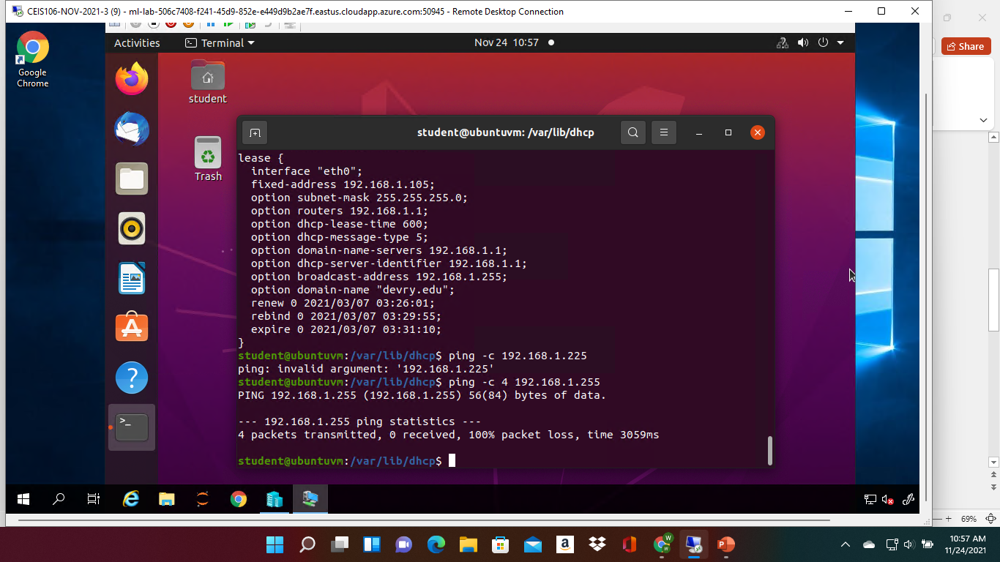 CEIS106-NOV-2021-3 (9) - ml-lab-506c7408-f241-45d9-852e-e449d9b2ae7f.eastus.cloudapp.azure.com:50945 - Remote Desktop Connection
Share
Activities
Terminal
Nov 24 10:57
Google
Chrome
student
Trash
student@ubuntuvm: /var/lib/dhcp
lease {
interface "eth0";
fixed-address 192.168.1.105;
option subnet-mask 255.255.255.0;
option routers 192.168.1.1;
option dhcp-lease-time 600;
option dhcp-message-type 5;
option domain-name-servers 192.168.1.1;
option dhcp-server-identifier 192.168.1.1;
option broadcast-address 192.168.1.255;
option domain-name "devry.edu";
renew 0 2021/03/07 03:26:01;
rebind 0 2021/03/07 03:29:55;
expire 0 2021/03/07 03:31:10;
}
student@ubuntuvm:/var/lib/dhcp$ ping -c 192.168.1.225
ping: invalid argument: '192.168.1.225'
student@ubuntuvm:/var/lib/dhcp$ ping -c 4 192.168.1.255
PING 192.168.1.255 (192.168.1.255) 56(84) bytes of data.
--- 192.168.1.255 ping statistics ---
4 packets transmitted, 0 received, 100% packet loss, time 3059ms
student@ubuntuvm:/var/lib/dhcp$
69%
10:57 AM
11/24/2021